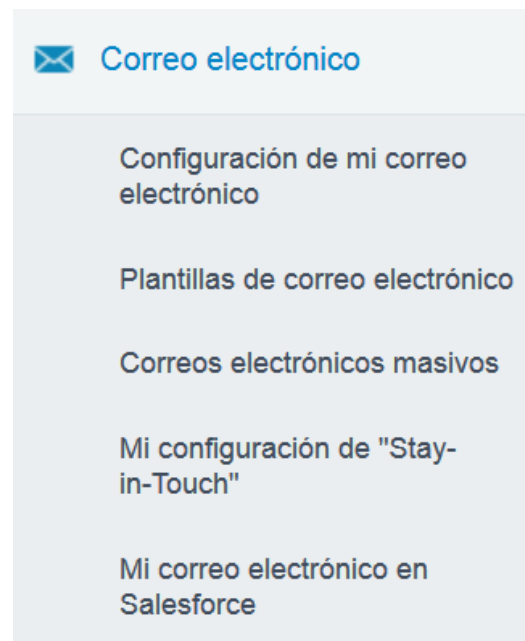 Correo electrónico
Configuración de mi correo
electrónico
Plantillas de correo electrónico
Correos electrónicos masivos
Mi configuración de "Stay-
in-Touch"
Mi correo electrónico en
Salesforce